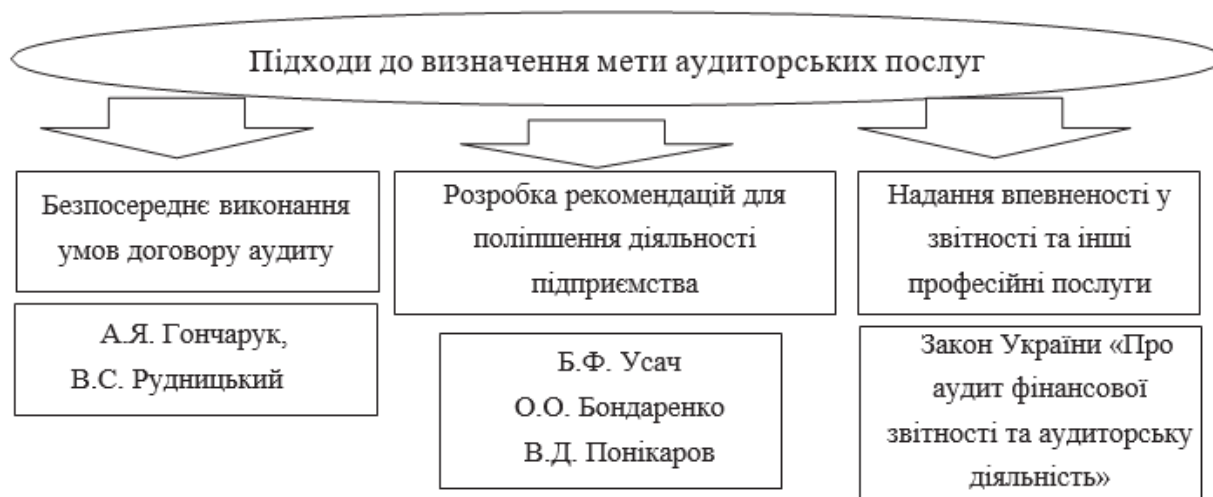 Підходи до визначення мети аудиторських послуг
Безпосереднє виконання
умов договору аудиту
А.Я. Гончарук,
В.С. Рудницький
Розробка рекомендацій для
поліпшення діяльності
підприємства
Б.Ф. Усач
О.О. Бондаренко
В.Д. Понікаров
Надання впевненості у
звітності та інші
професійні послуги
Закон України «Про
аудит фінансової
звітності та аудиторську
діяльність»